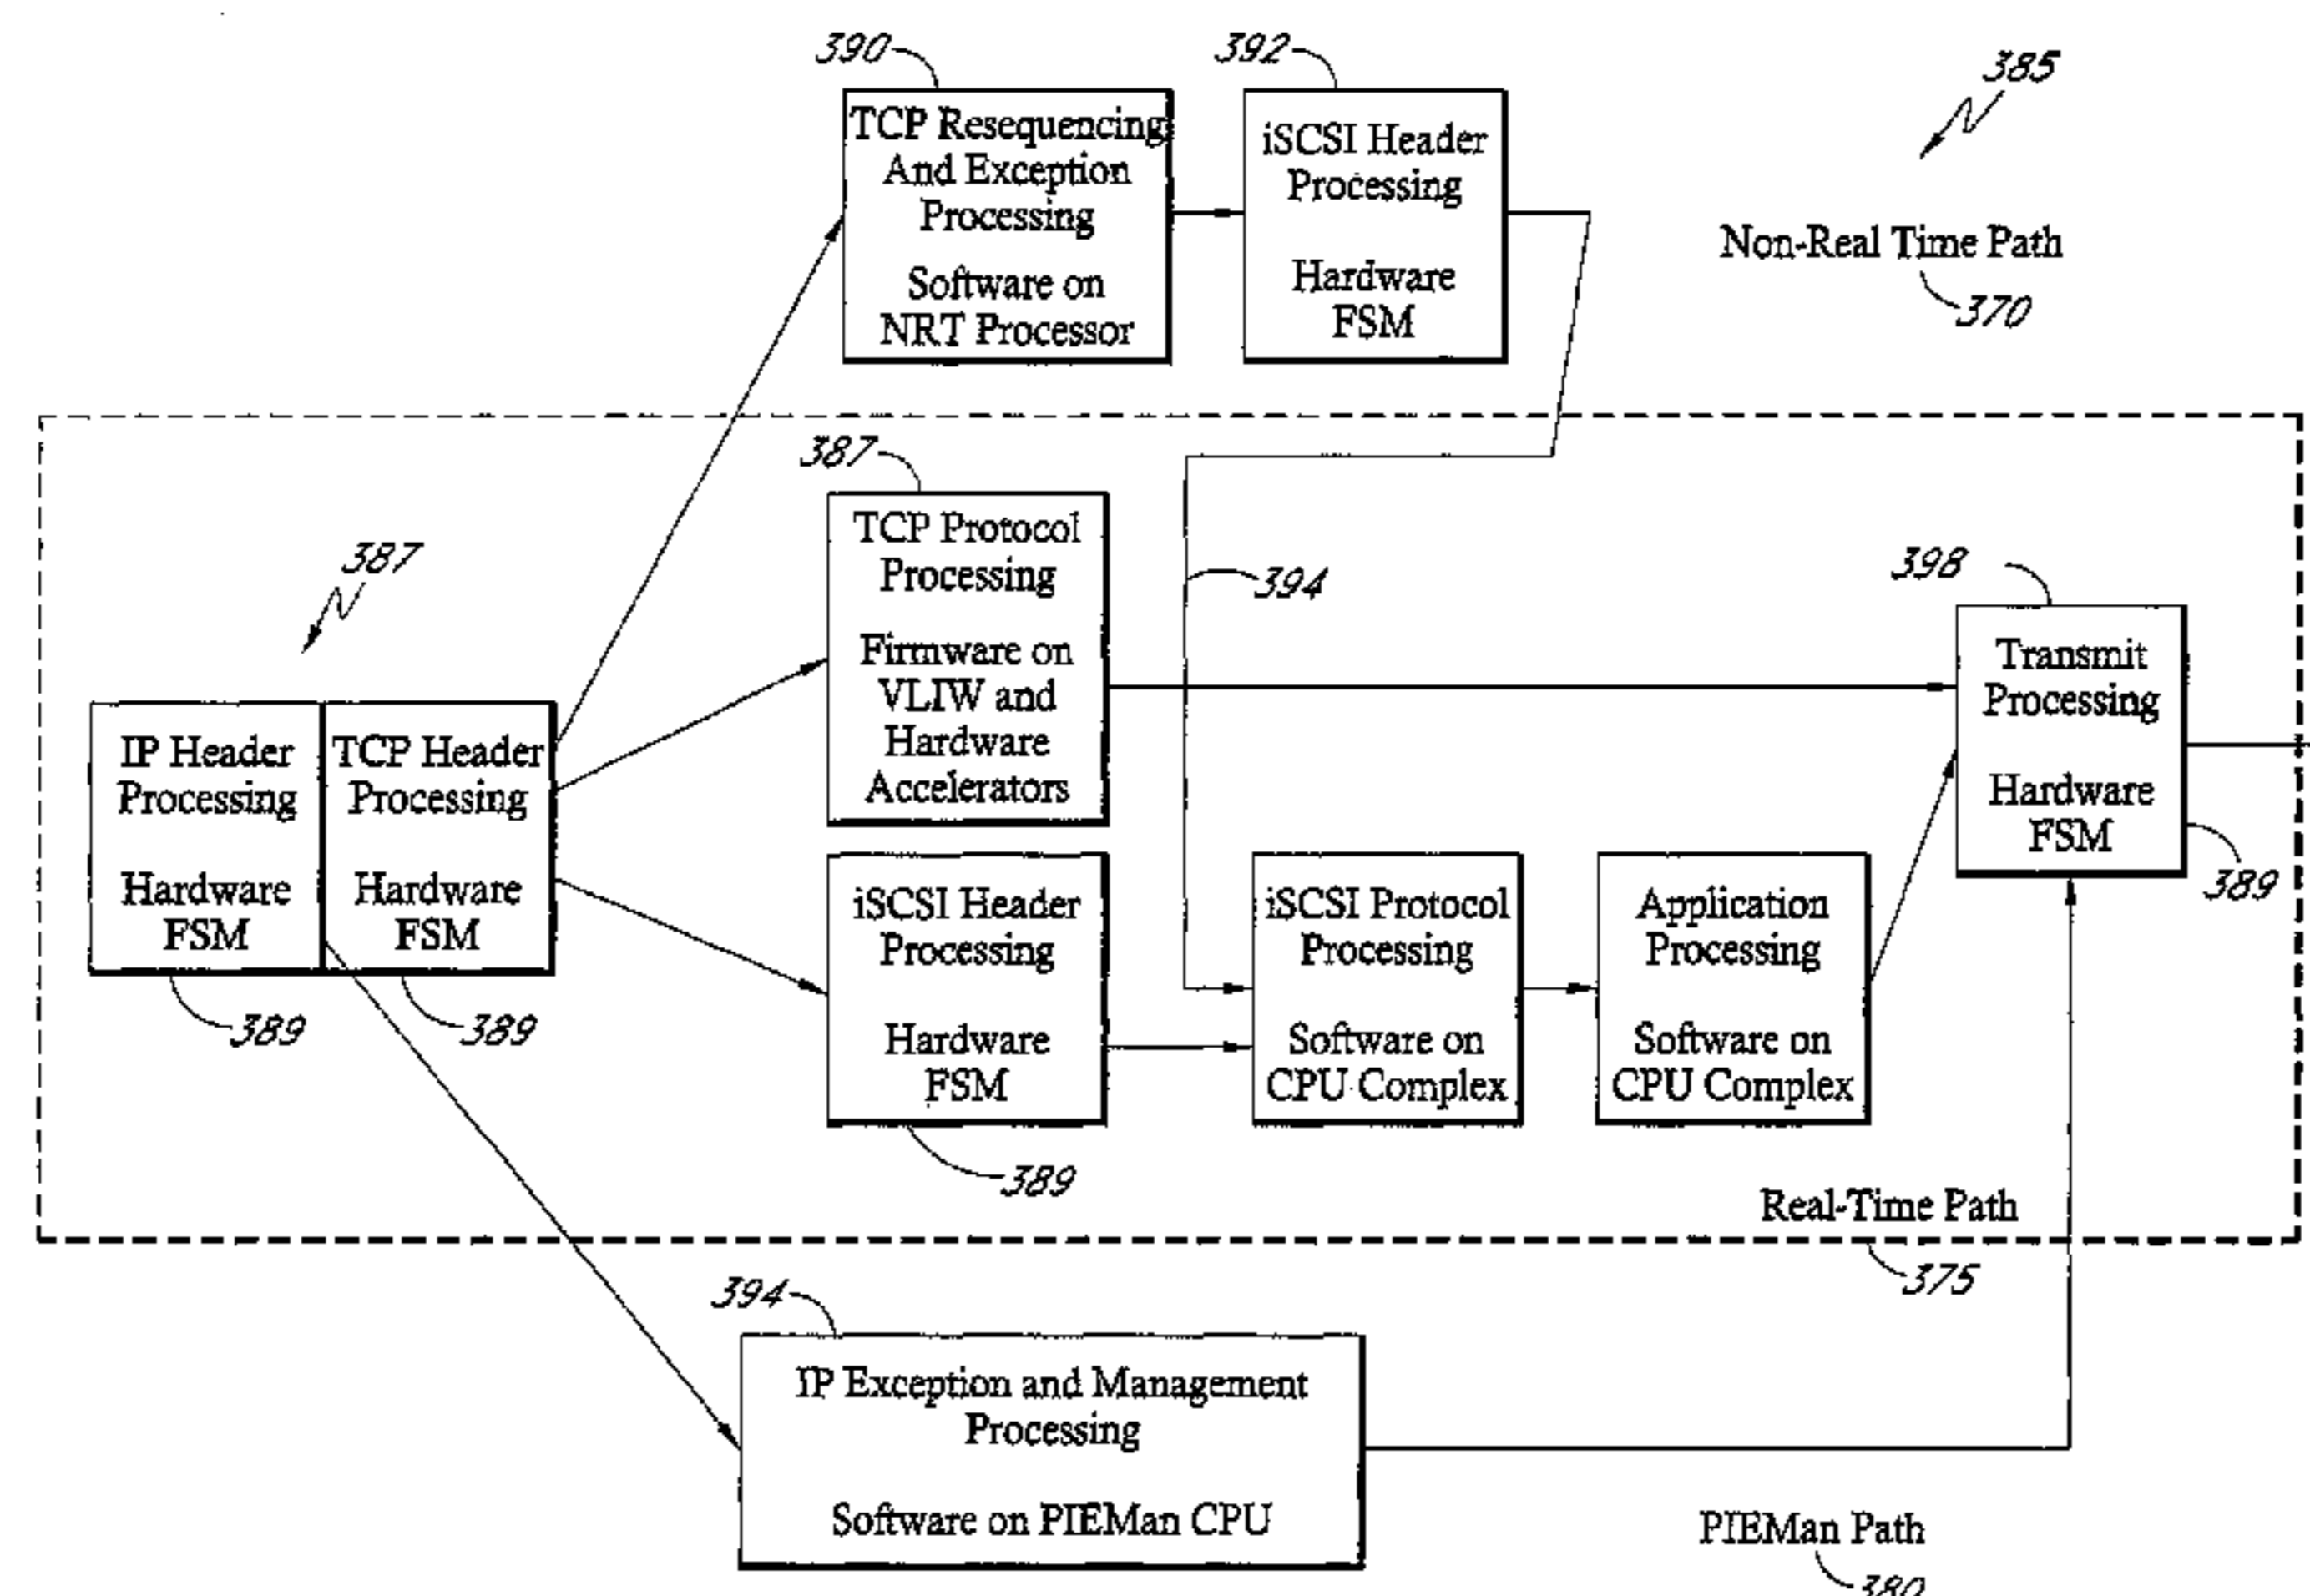 390
392
385
TCP Resequencing
And Exception
Processing
Software on
NRT Processor
iSCSI Header
Processing
Hardware
FSM
Non-Real Time Path
370
387
TCP Protocol
Processing
Firmware on
VLIW and
Hardware
Accelerators
394
387
398
Transmit
Processing
Hardware
FSM
389
IP Header
Processing
Hardware
FSM
389
TCP Header
Processing
Hardware
FSM
389
iSCSI Header
Processing
Hardware
FSM
389
iSCSI Protocol
Processing
Software on
CPU Complex
Application
Processing
Software on
CPU Complex
Real-Time Path
375
394
IP Exception and Management
Processing
Software on PIEMan CPU
PIEMan Path
380